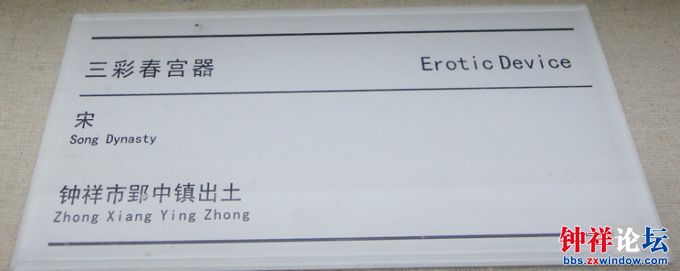 三彩春宫器 Erotic Device
宋
Song Dynasty
钟祥市郢中镇出土
Zhong Xiang Ying Zhong
钟祥论坛
bbs.zxwindow.com